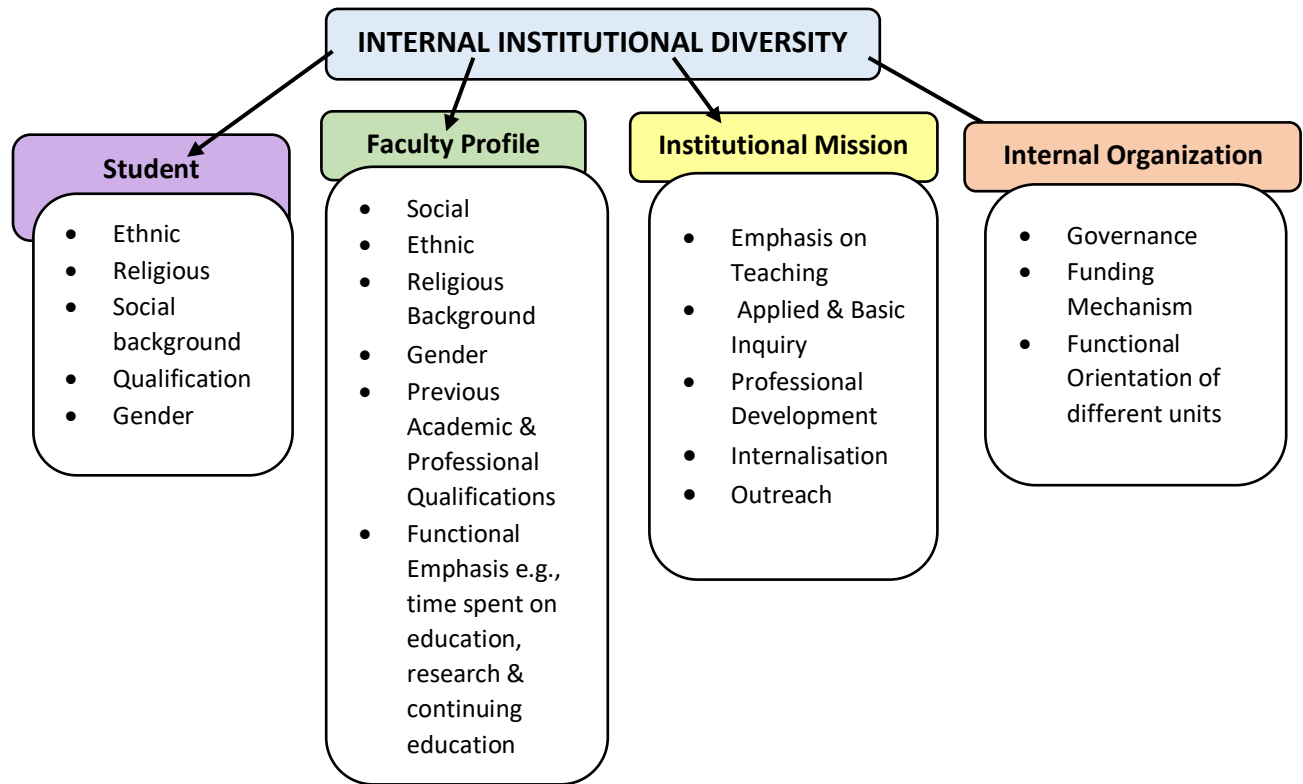 INTERNAL INSTITUTIONAL DIVERSITY
Student
• Ethnic
• Religious
• Social
background
• Qualification
• Gender
Faculty Profile
• Social
• Ethnic
• Religious
Background
• Gender
• Previous
Academic &
Professional
Qualifications
• Functional
Emphasis e.g.,
time spent on
education,
research &
continuing
education
Institutional Mission
• Emphasis on
Teaching
• Applied & Basic
Inquiry
• Professional
Development
• Internalisation
• Outreach
Internal Organization
• Governance
• Funding
Mechanism
• Functional
Orientation of
different units